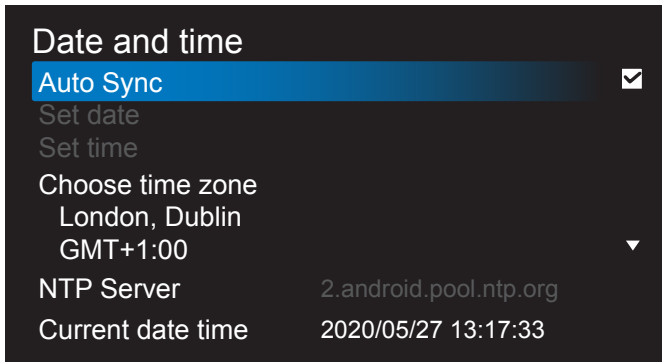 Date and time
Auto Sync
Set date
Set time
Choose time zone
London, Dublin
GMT+1:00
NTP Server 2.android.pool.ntp.org
Current date time 2020/05/27 13:17:33